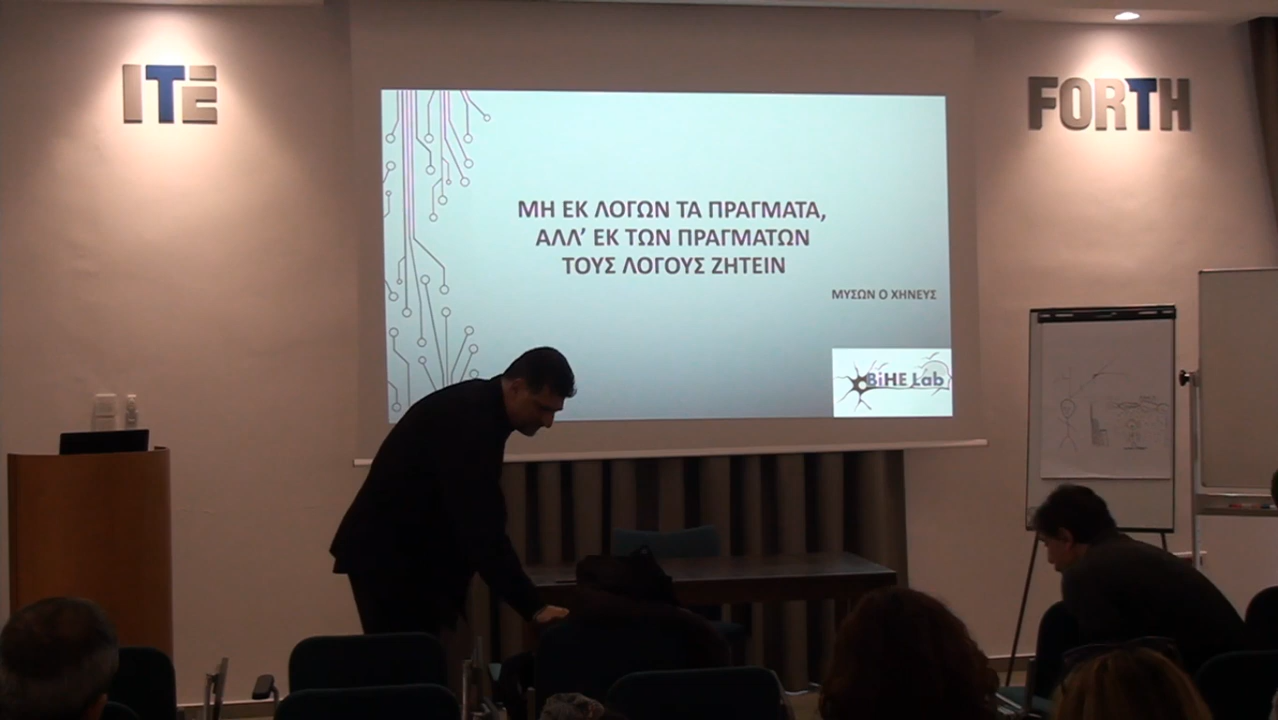 ITE
FORTH
ΜΗ ΕΚ ΛΟΓΩΝ ΤΑ ΠΡΑΓΜΑΤΑ,
ΑΛΛ’ ΕΚ ΤΩΝ ΠΡΑΓΜΑΤΩΝ
ΤΟΥΣ ΛΟΓΟΥΣ ΖΗΤΕΙΝ
ΜΥΣΩΝ Ο ΧΗΝΕΥΣ
BiHE Lab